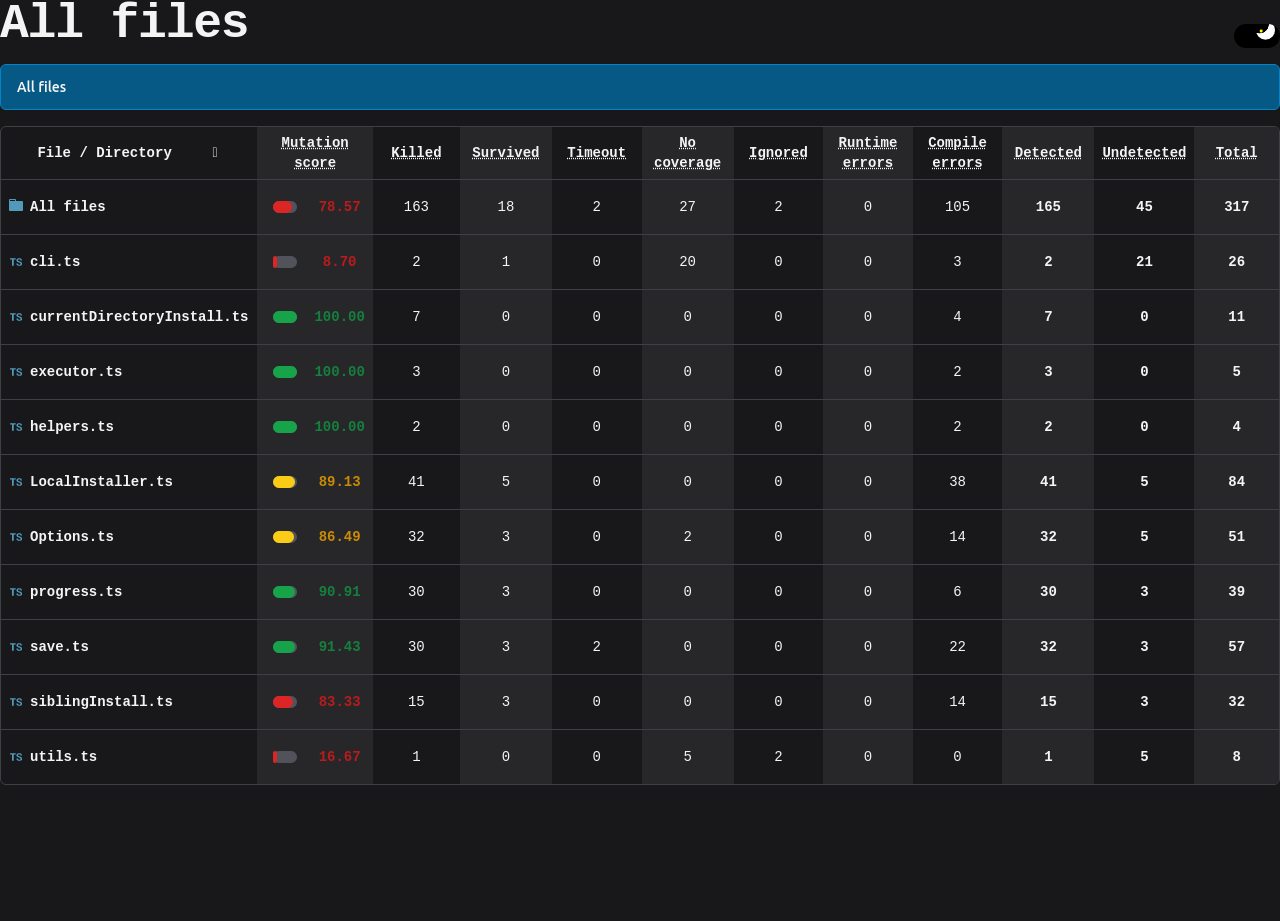 All files
All files
File / Directory Mutation score Killed Survived Timeout No coverage Ignored Runtime errors Compile errors Detected Undetected Total
All files 78.57 163 18 2 27 2 0 105 165 45 317
TS cli.ts 8.70 2 1 0 20 0 0 3 2 21 26
TS currentDirectoryInstall.ts 100.00 7 0 0 0 0 0 4 7 0 11
TS executor.ts 100.00 3 0 0 0 0 0 2 3 0 5
TS helpers.ts 100.00 2 0 0 0 0 0 2 2 0 4
TS LocalInstaller.ts 89.13 41 5 0 0 0 0 38 41 5 84
TS Options.ts 86.49 32 3 0 2 0 0 14 32 5 51
TS progress.ts 90.91 30 3 0 0 0 0 6 30 3 39
TS save.ts 91.43 30 3 2 0 0 0 22 32 3 57
TS siblingInstall.ts 83.33 15 3 0 0 0 0 14 15 3 32
TS utils.ts 16.67 1 0 0 5 2 0 0 1 5 8